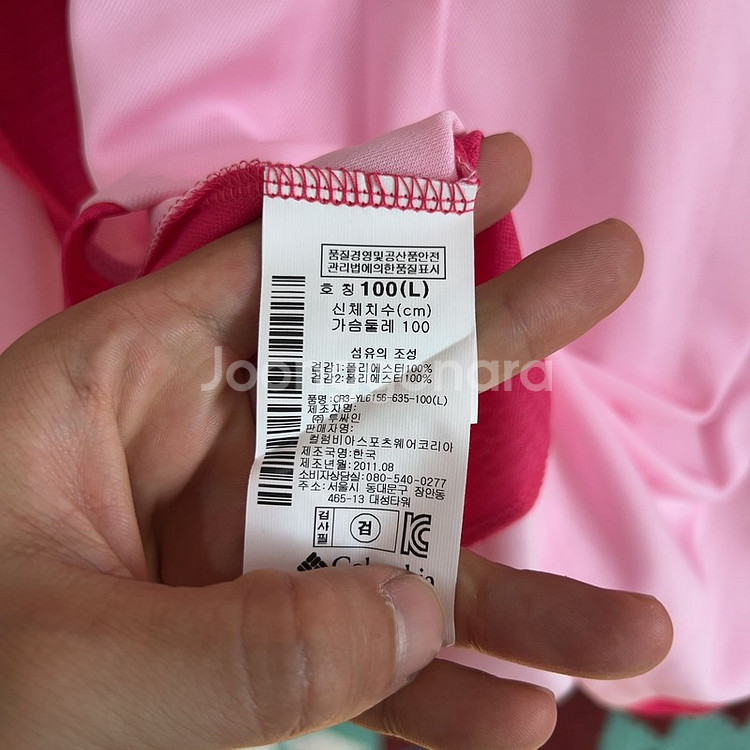 품질경영및공산품안전
관리법에의한품질표시
호 칭 100(L)
신체치수(cm)
가슴둘레 100
섬유의 조성
겉감1:폴리에스터100%
겉감2:폴리에스터100%
품명:CR3-YL6156-635-100(L)
제조자명:
(주)투싸인
판매자명:
컬럼비아스포츠웨어코리아
제조국명:한국
제조년월:2011.08
소비자상담실:080-540-0277
주소:서울시 동대문구 장안동
465-13 대성타워
검사필
검
Columbia
Joongonara